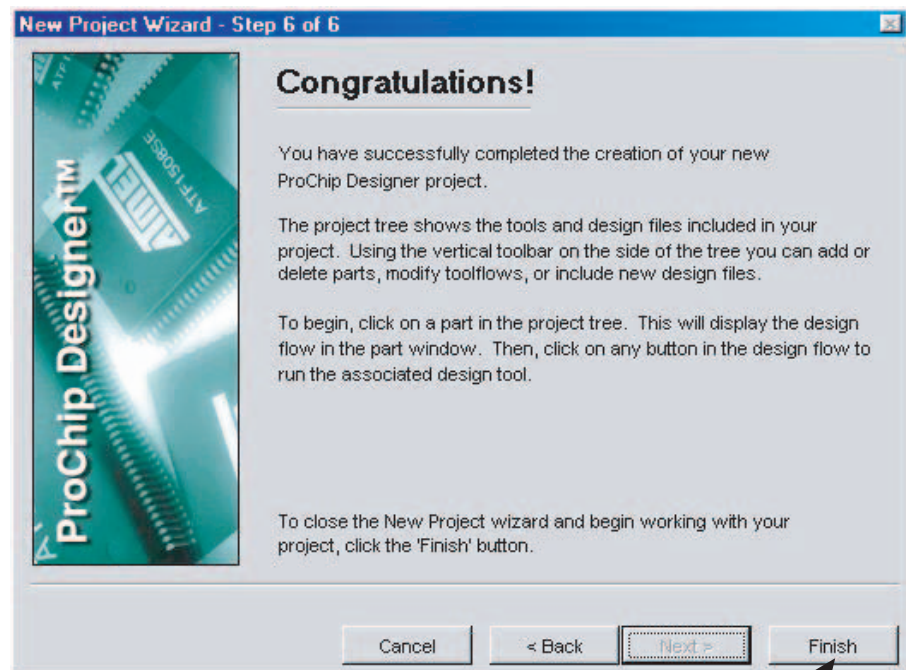 New Project Wizard - Step 6 of 6
ATF1
ATF1508SE
ATMEL
ProChip Designer™
Congratulations!
You have successfully completed the creation of your new
ProChip Designer project.
The project tree shows the tools and design files included in your
project. Using the vertical toolbar on the side of the tree you can add or
delete parts, modify toolflows, or include new design files.
To begin, click on a part in the project tree. This will display the design
flow in the part window. Then, click on any button in the design flow to
run the associated design tool.
To close the New Project wizard and begin working with your
project, click the 'Finish' button.
Cancel
< Back
Next >
Finish